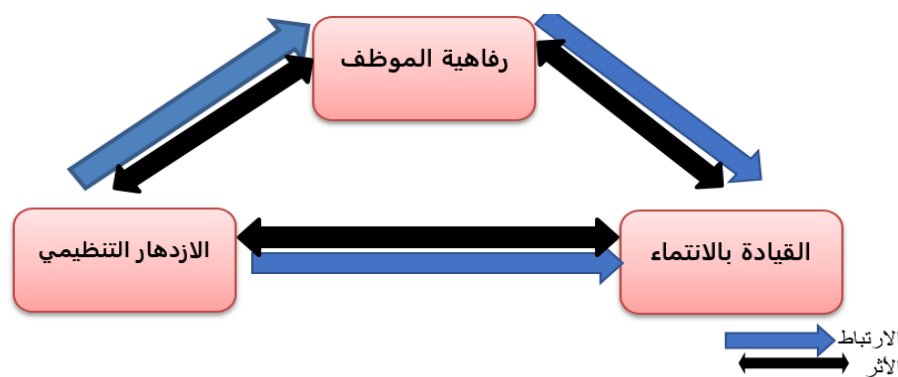 رفاهية الموظف
القيادة بالانتماء
الازدهار التنظيمي
الارتباط
الأثر